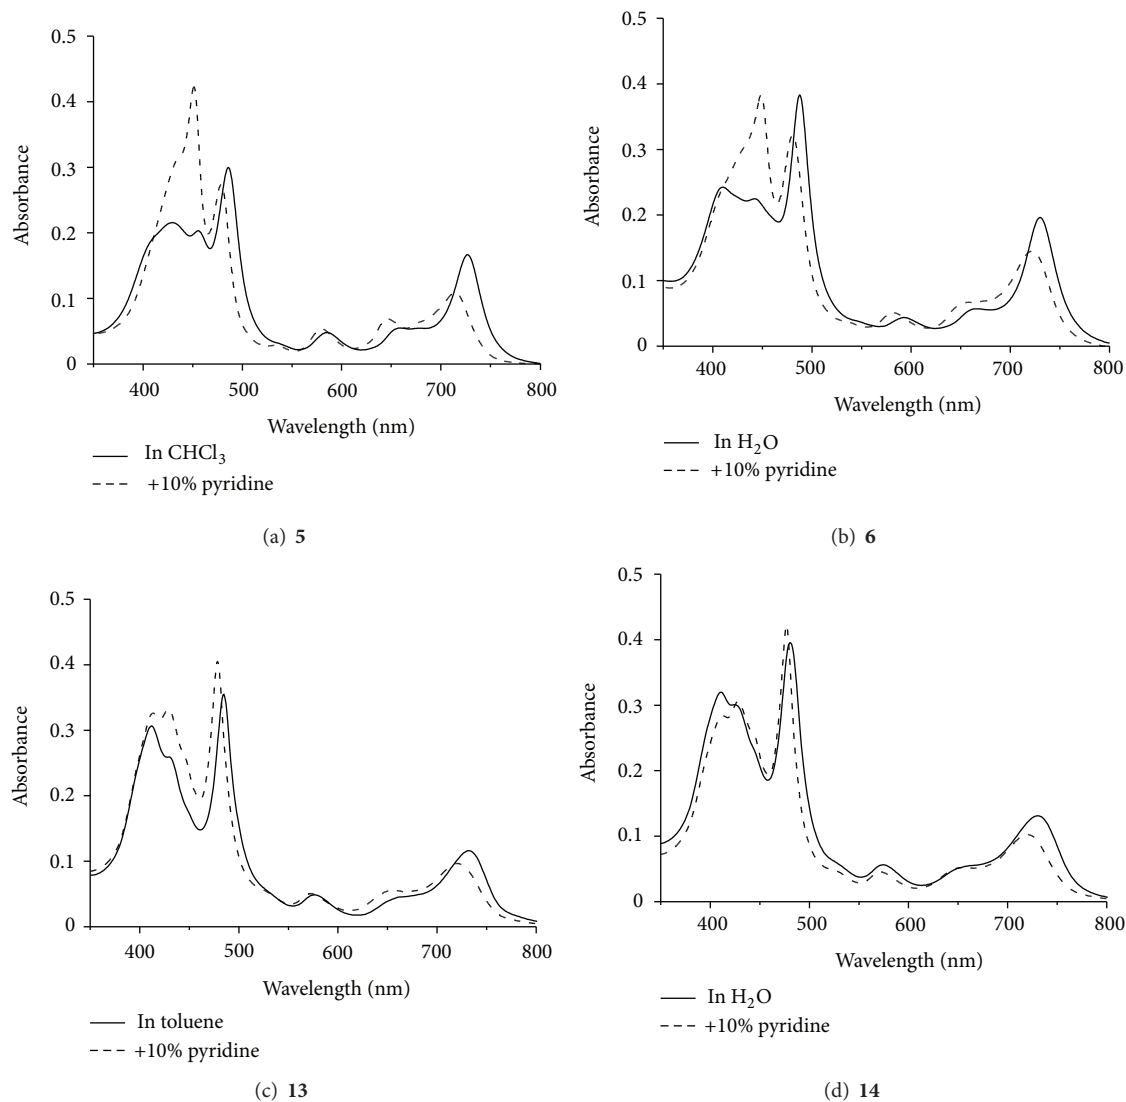 0.5
0.4
0.3
0.2
0.1
0
Absorbance
400
500
600
700
800
Wavelength (nm)
In CHCl3
+10% pyridine
(a) 5
0.5
0.4
0.3
0.2
0.1
0
Absorbance
400
500
600
700
800
Wavelength (nm)
In H2O
+10% pyridine
(b) 6
0.5
0.4
0.3
0.2
0.1
0
Absorbance
400
500
600
700
800
Wavelength (nm)
In toluene
+10% pyridine
(c) 13
0.5
0.4
0.3
0.2
0.1
0
Absorbance
400
500
600
700
800
Wavelength (nm)
In H2O
+10% pyridine
(d) 14